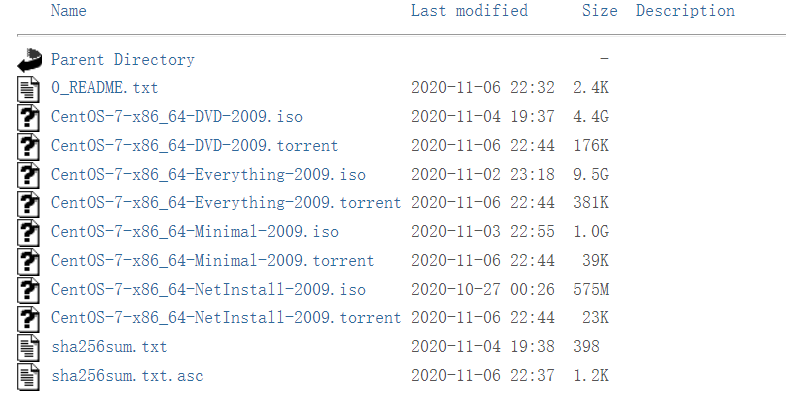 Name Last modified Size Description
Parent Directory -
0_README.txt 2020-11-06 22:32 2.4K
CentOS-7-x86_64-DVD-2009.iso 2020-11-04 19:37 4.4G
CentOS-7-x86_64-DVD-2009.torrent 2020-11-06 22:44 176K
CentOS-7-x86_64-Everything-2009.iso 2020-11-02 23:18 9.5G
CentOS-7-x86_64-Everything-2009.torrent 2020-11-06 22:44 381K
CentOS-7-x86_64-Minimal-2009.iso 2020-11-03 22:55 1.0G
CentOS-7-x86_64-Minimal-2009.torrent 2020-11-06 22:44 39K
CentOS-7-x86_64-NetInstall-2009.iso 2020-10-27 00:26 575M
CentOS-7-x86_64-NetInstall-2009.torrent 2020-11-06 22:44 23K
sha256sum.txt 2020-11-04 19:38 398
sha256sum.txt.asc 2020-11-06 22:37 1.2K